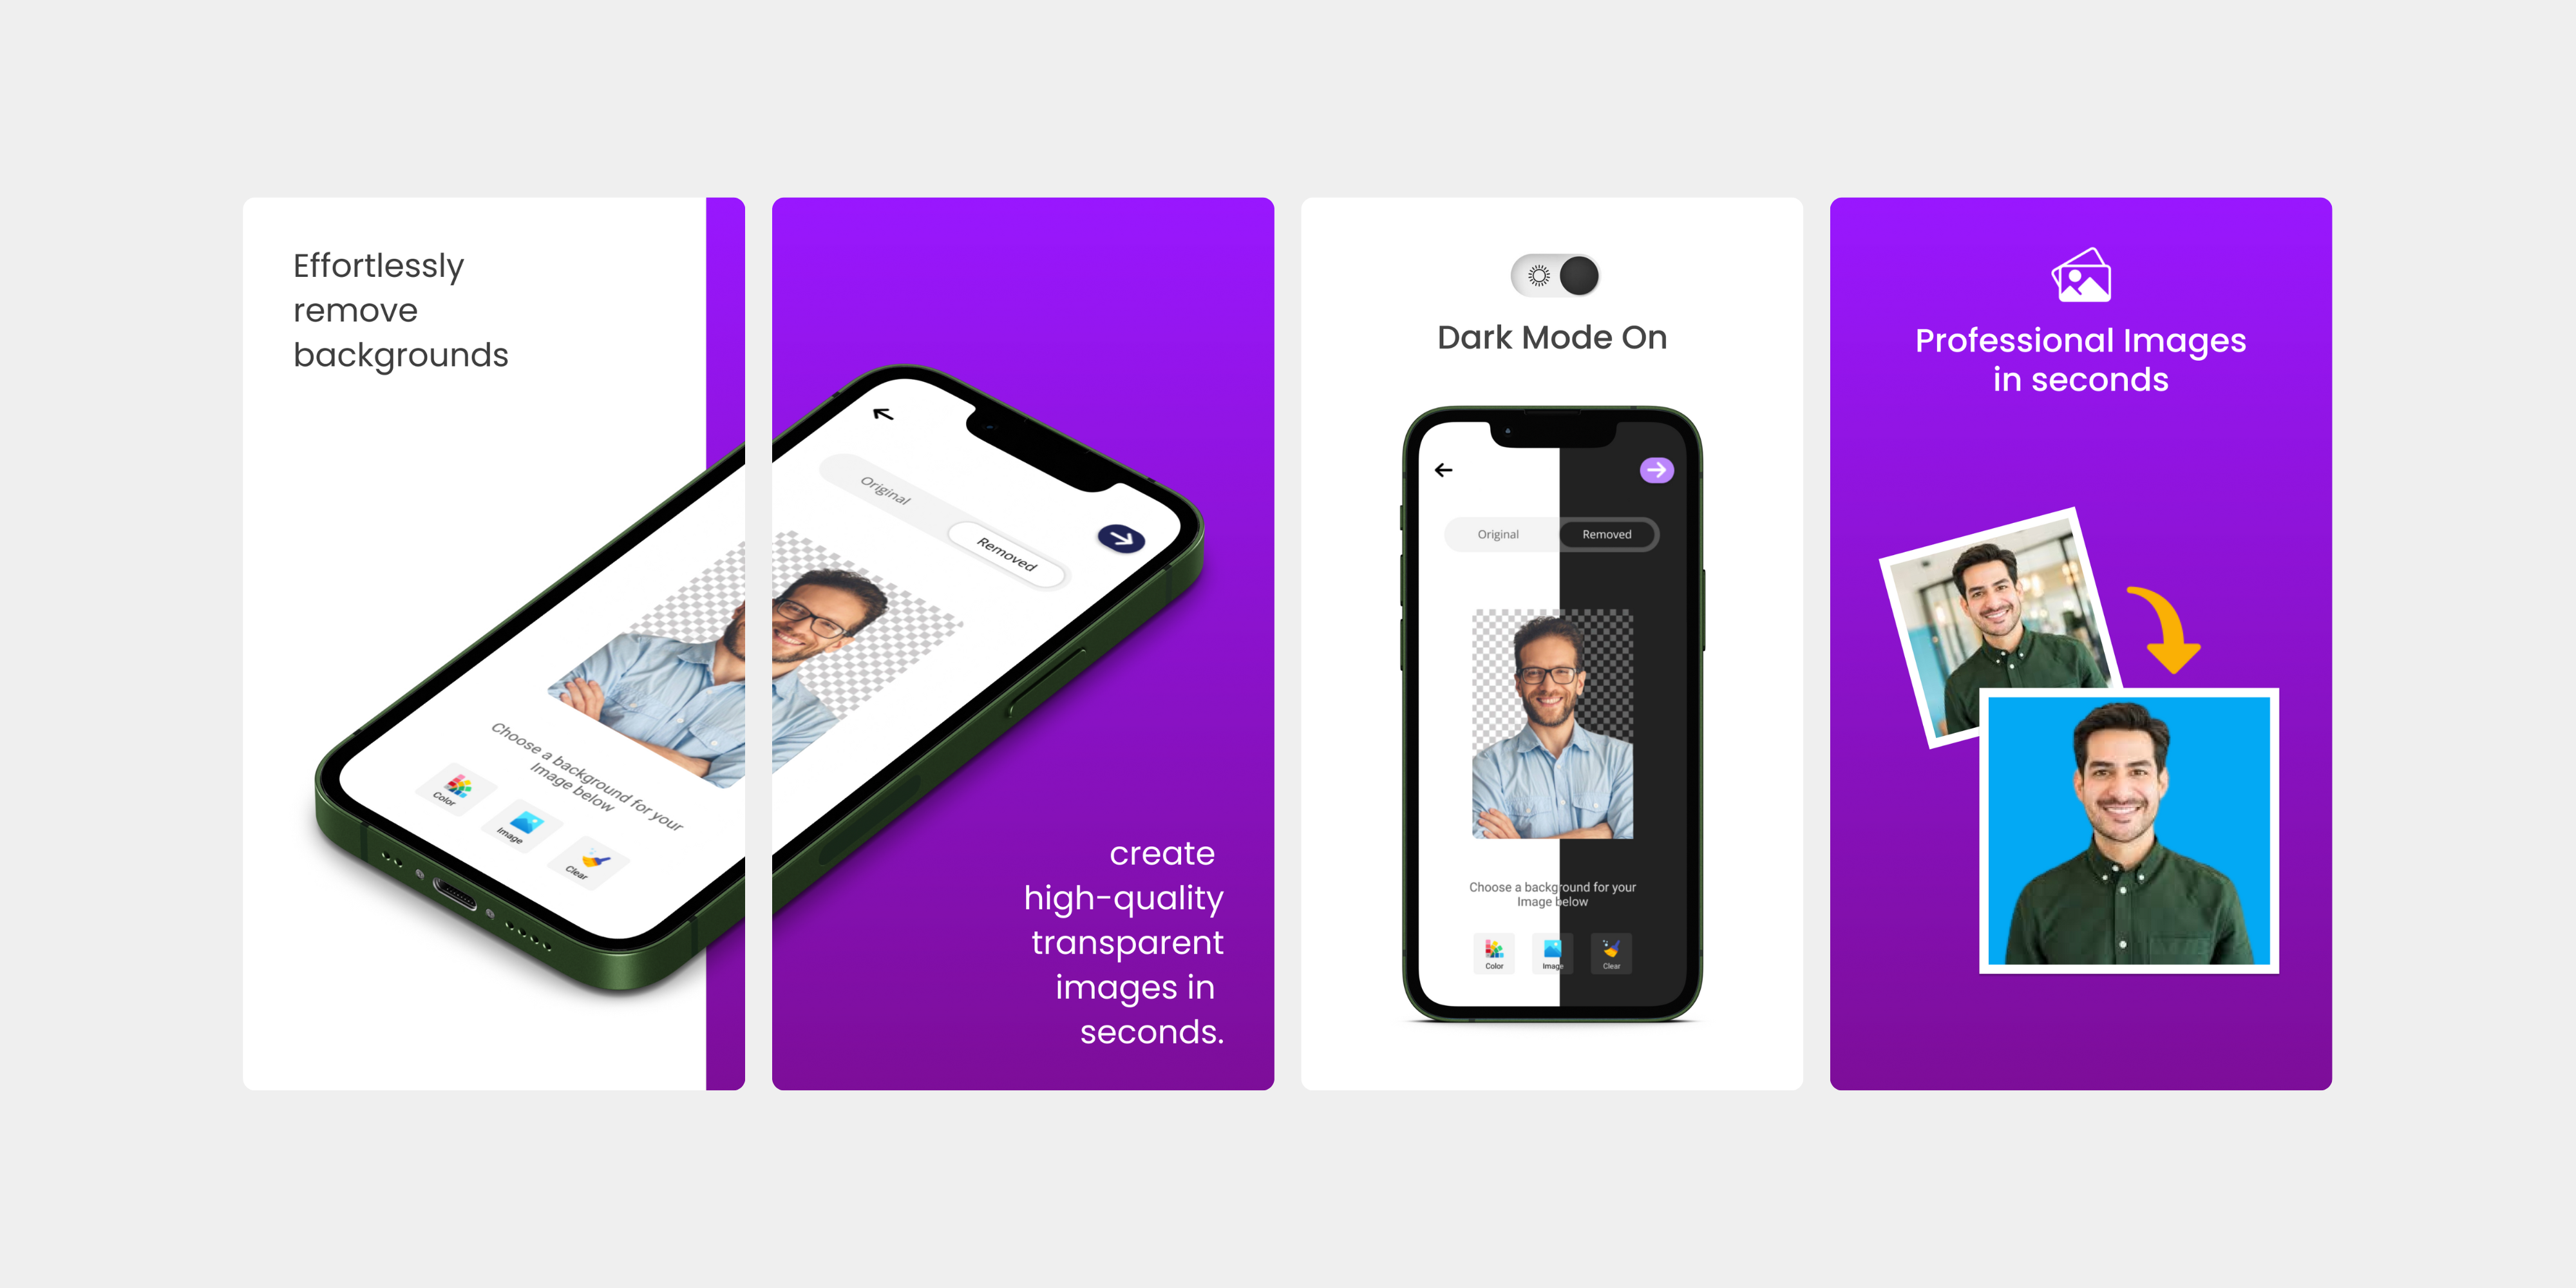 Effortlessly
remove
backgrounds
Choose a background for your
Image below
Color
Image
Clear
Original
Removed
create
high-quality
transparent
images in
seconds.
Dark Mode On
Original
Removed
Choose a background for your
Image below
Color
Image
Clear
Professional Images
in seconds